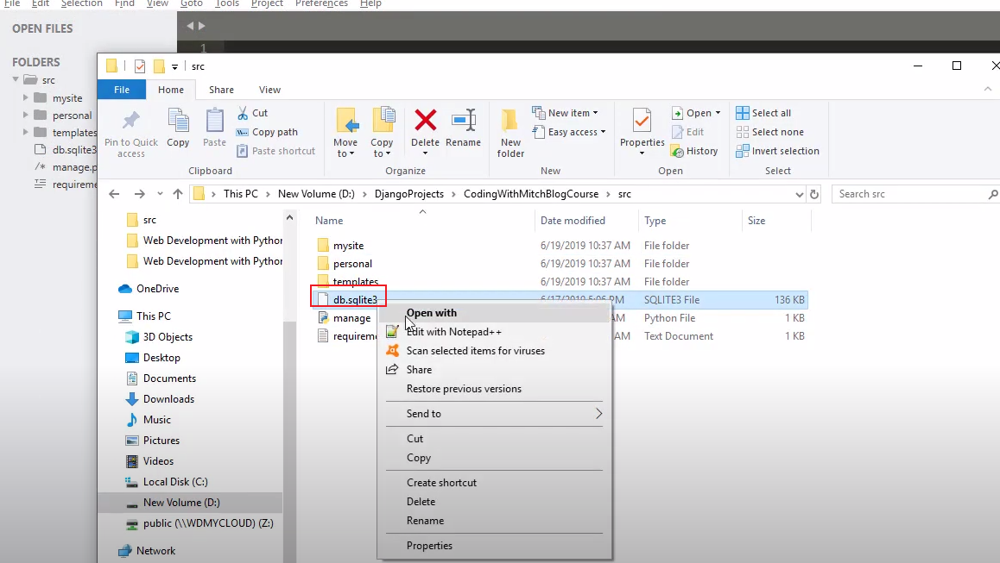 File Edit Selection Find View Goto Tools Project Preferences Help
OPEN FILES
1
FOLDERS
src
mysite
personal
templates
db.sqlite3
manage.p
requireme
src
File Home Share View
Pin to Quick access
Copy
Paste
Cut
Copy path
Paste shortcut
Clipboard
Move to
Copy to
Delete
Rename
Organize
New folder
New item
Easy access
New
Properties
Open
Edit
History
Open
Select all
Select none
Invert selection
Select
This PC > New Volume (D:) > DjangoProjects > CodingWithMitchBlogCourse > src
Search src
src
Web Development with Python
Web Development with Python
OneDrive
This PC
3D Objects
Desktop
Documents
Downloads
Music
Pictures
Videos
Local Disk (C:)
New Volume (D:)
public (\\WDMYCLOUD) (Z:)
Network
Name Date modified Type Size
mysite 6/19/2019 10:37 AM File folder
personal 6/19/2019 10:37 AM File folder
templates 6/19/2019 10:37 AM File folder
db.sqlite3 6/17/2019 5:06 PM SQLITE3 File 136 KB
manage AM Python File 1 KB
requirem AM Text Document 1 KB
Open with
Edit with Notepad++
Scan selected items for viruses
Share
Restore previous versions
Send to
Cut
Copy
Create shortcut
Delete
Rename
Properties